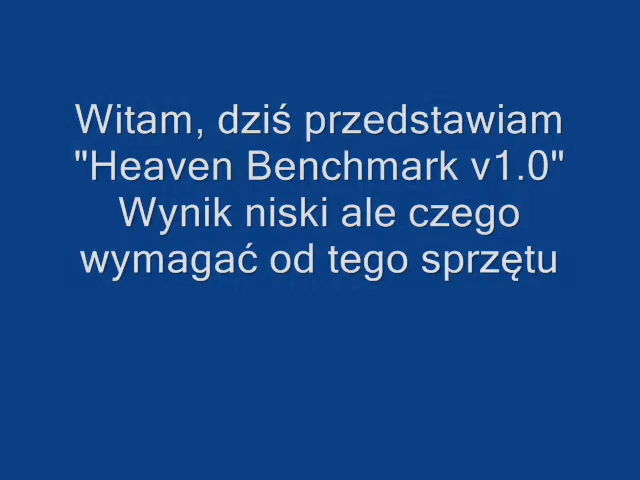 Witam, dziś przedstawiam
"Heaven Benchmark v1.0"
Wynik niski ale czego
wymagać od tego sprzętu